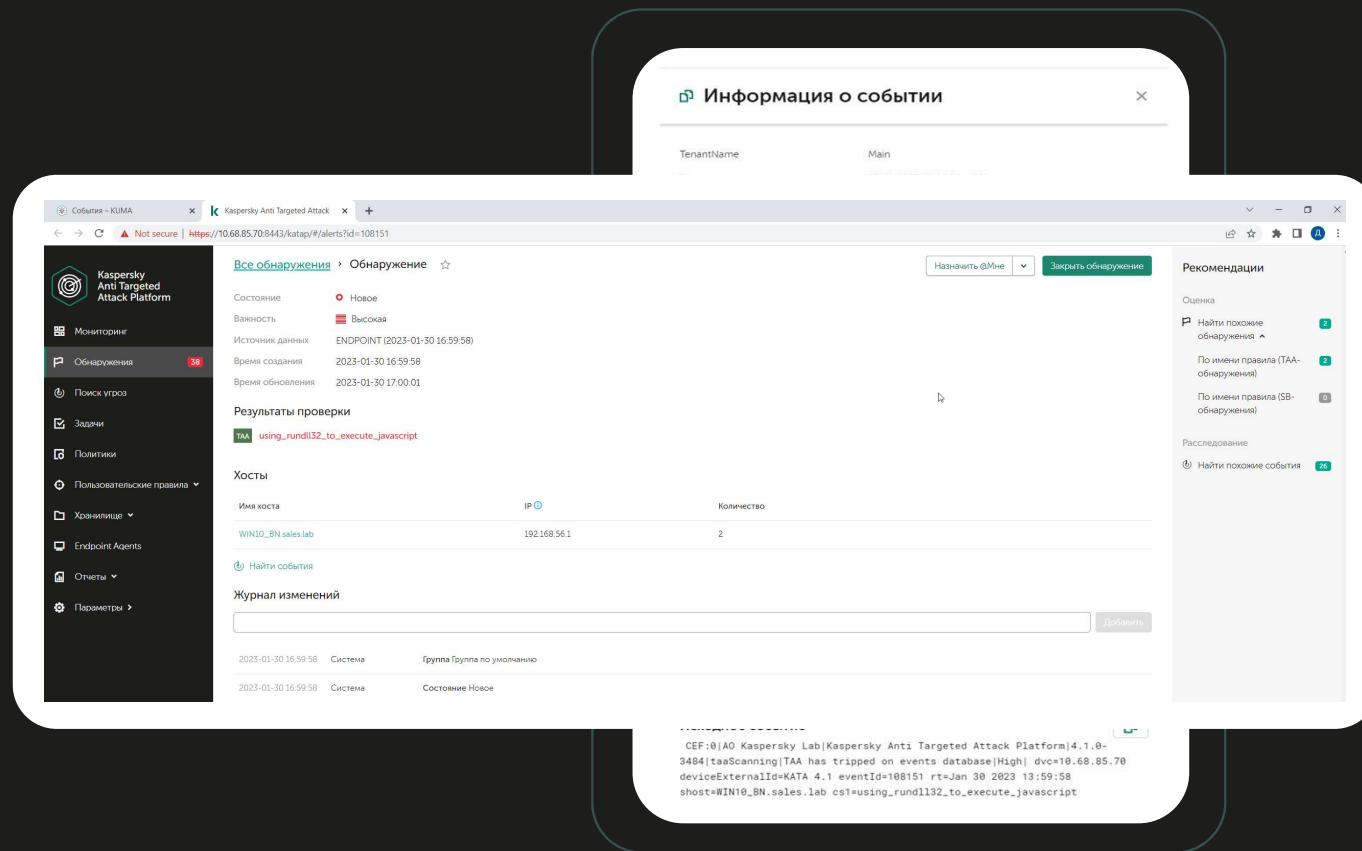 Информация о событии
TenantName Main
События – KUMA
Kaspersky Anti Targeted Attack
Not secure | https://10.68.85.70:8443/katap/#/alerts?id=108151
Д
Kaspersky
Anti Targeted
Attack Platform
Мониторинг
Обнаружения 38
Поиск угроз
Задачи
Политики
Пользовательские правила
Хранилище
Endpoint Agents
Отчеты
Параметры
Все обнаружения › Обнаружение
Назначить @Мне
Закрыть обнаружение
Состояние Новое
Важность Высокая
Источник данных ENDPOINT (2023-01-30 16:59:58)
Время создания 2023-01-30 16:59:58
Время обновления 2023-01-30 17:00:01
Результаты проверки
TAA using_rundll32_to_execute_javascript
Хосты
Имя хоста IP Количество
WIN10_BN.sales.lab 192.168.56.1 2
Найти события
Журнал изменений
Добавить
2023-01-30 16:59:58 Система Группа Группа по умолчанию
2023-01-30 16:59:58 Система Состояние Новое
Рекомендации
Оценка
Найти похожие 2
обнаружения
По имени правила (TAA- 2
обнаружения)
По имени правила (SB- 0
обнаружения)
Расследование
Найти похожие события 26
CEF:0|AO Kaspersky Lab|Kaspersky Anti Targeted Attack Platform|4.1.0-
3484|taaScanning|TAA has tripped on events database|High| dvc=10.68.85.70
deviceExternalId=KATA 4.1 eventId=108151 rt=Jan 30 2023 13:59:58
shost=WIN10_BN.sales.lab cs1=using_rundll32_to_execute_javascript